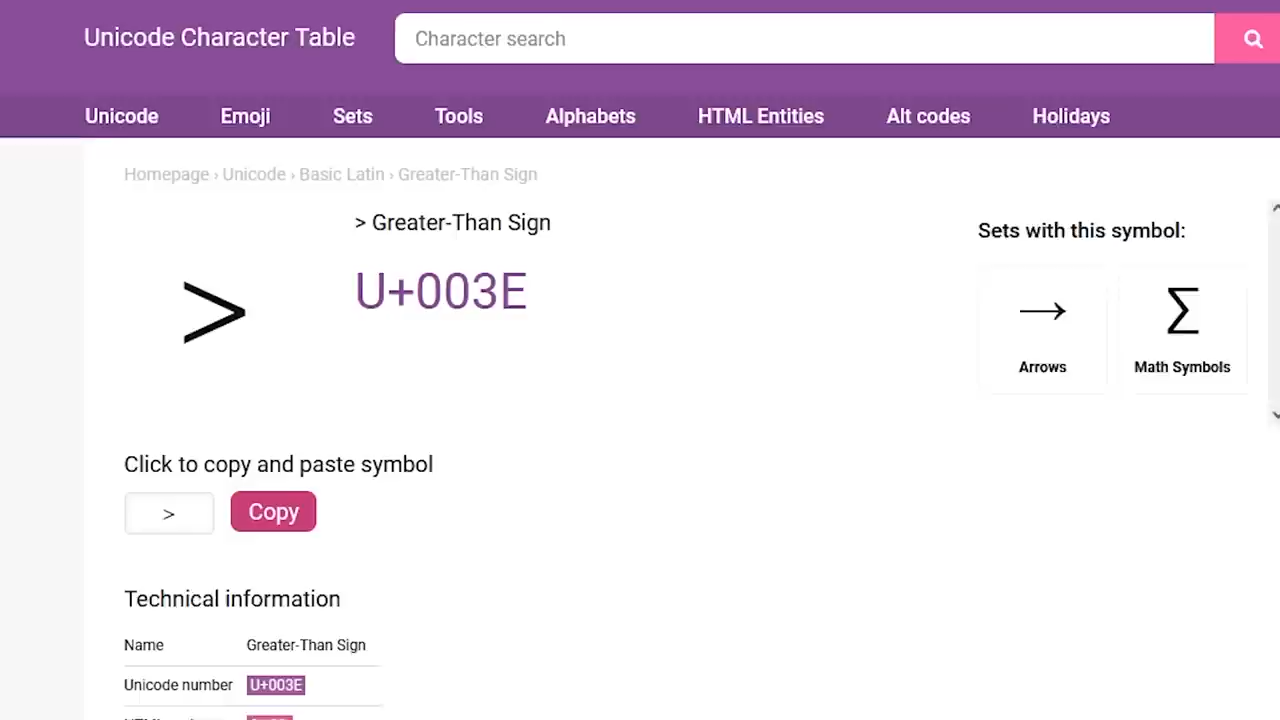 Unicode Character Table
Character search
Unicode Emoji Sets Tools Alphabets HTML Entities Alt codes Holidays
Homepage › Unicode › Basic Latin › Greater-Than Sign
> Greater-Than Sign
>
U+003E
Sets with this symbol:
→ Σ
Arrows Math Symbols
Click to copy and paste symbol
> Copy
Technical information
Name Greater-Than Sign
Unicode number U+003E